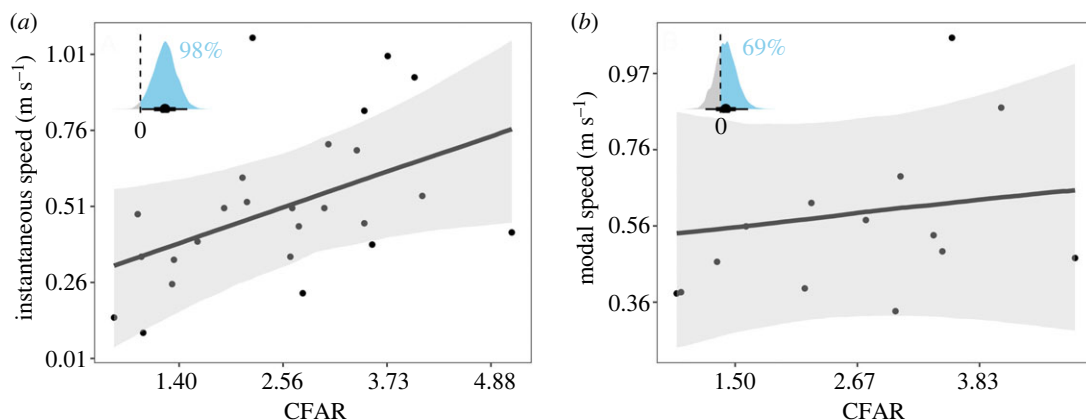 (a)
98%
0
instantaneous speed (m s⁻¹)
1.01
0.76
0.51
0.26
0.01
1.40 2.56 3.73 4.88
CFAR
(b)
69%
0
modal speed (m s⁻¹)
0.97
0.76
0.56
0.36
1.50 2.67 3.83
CFAR